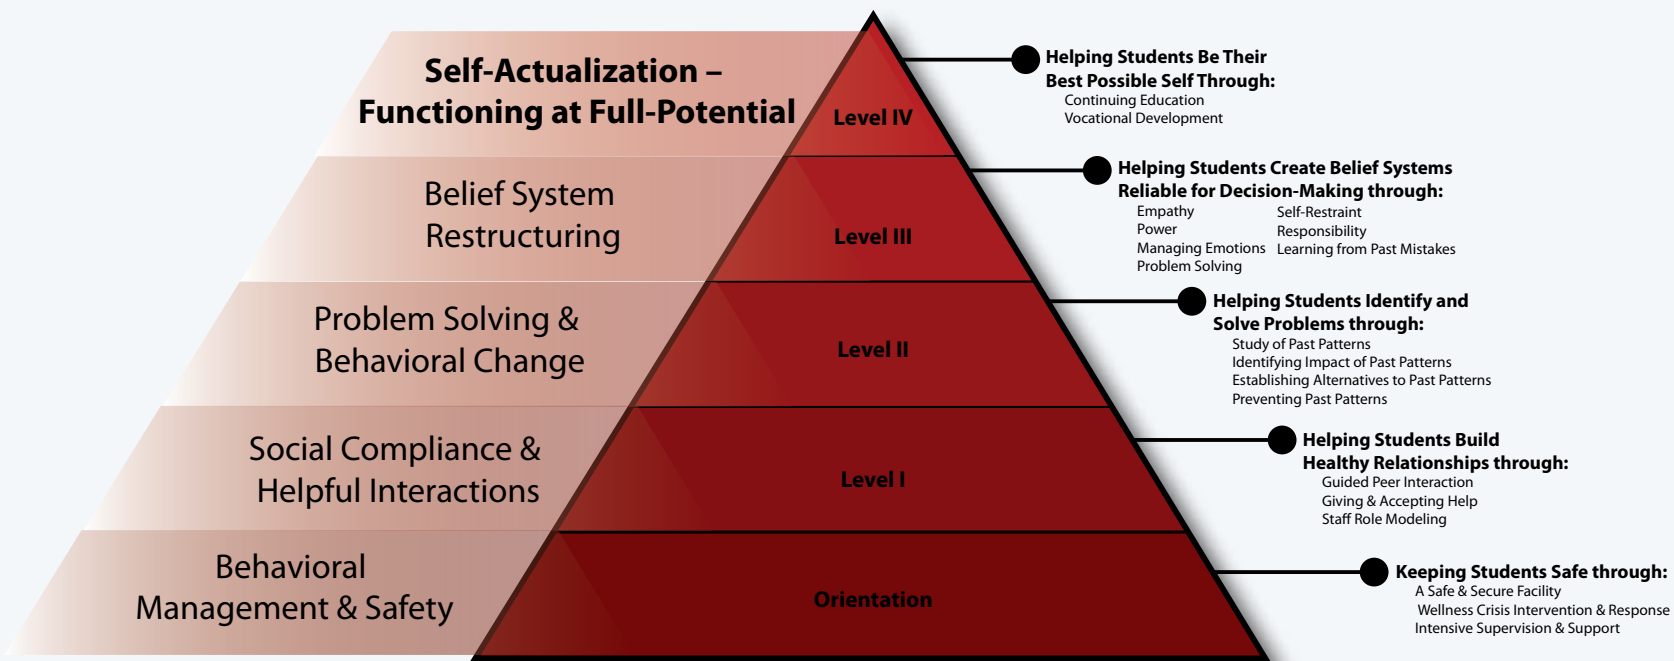 Self-Actualization –
Functioning at Full-Potential
Level IV
Helping Students Be Their
Best Possible Self Through:
Continuing Education
Vocational Development
Belief System
Restructuring
Level III
Helping Students Create Belief Systems
Reliable for Decision-Making through:
Empathy
Power
Managing Emotions
Problem Solving
Self-Restraint
Responsibility
Learning from Past Mistakes
Problem Solving &
Behavioral Change
Level II
Helping Students Identify and
Solve Problems through:
Study of Past Patterns
Identifying Impact of Past Patterns
Establishing Alternatives to Past Patterns
Preventing Past Patterns
Social Compliance &
Helpful Interactions
Level I
Helping Students Build
Healthy Relationships through:
Guided Peer Interaction
Giving & Accepting Help
Staff Role Modeling
Behavioral
Management & Safety
Orientation
Keeping Students Safe through:
A Safe & Secure Facility
Wellness Crisis Intervention & Response
Intensive Supervision & Support